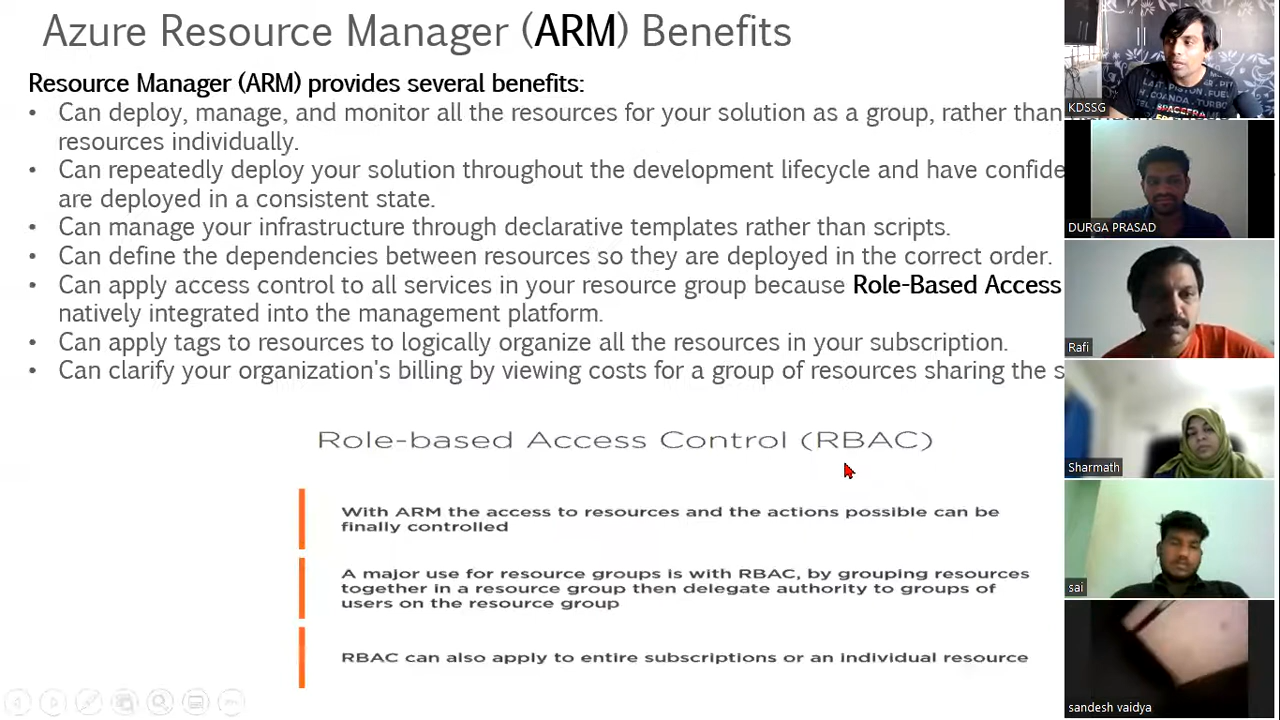 Azure Resource Manager (ARM) Benefits
Resource Manager (ARM) provides several benefits:
• Can deploy, manage, and monitor all the resources for your solution as a group, rather than
resources individually.
• Can repeatedly deploy your solution throughout the development lifecycle and have confide
are deployed in a consistent state.
• Can manage your infrastructure through declarative templates rather than scripts.
• Can define the dependencies between resources so they are deployed in the correct order.
• Can apply access control to all services in your resource group because Role-Based Access
natively integrated into the management platform.
• Can apply tags to resources to logically organize all the resources in your subscription.
• Can clarify your organization's billing by viewing costs for a group of resources sharing the s
Role-based Access Control (RBAC)
With ARM the access to resources and the actions possible can be
finally controlled
A major use for resource groups is with RBAC, by grouping resources
together in a resource group then delegate authority to groups of
users on the resource group
RBAC can also apply to entire subscriptions or an individual resource
KDSSG
DURGA PRASAD
Rafi
Sharmath
sai
sandesh vaidya